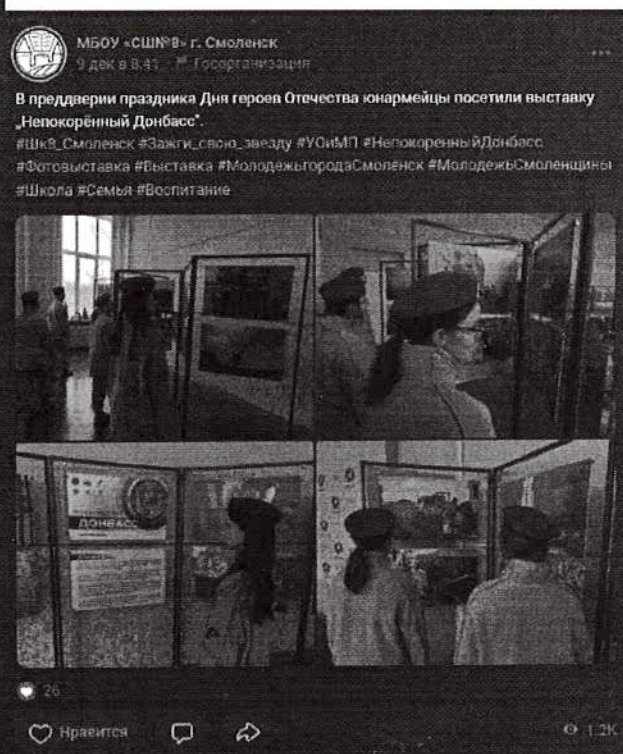 МБОУ «СШ№8» г. Смоленск
9 дек в 8:41 Госорганизация
В преддверии праздника Дня героев Отечества юнармейцы посетили выставку
„Непокорённый Донбасс".
#Шк8_Смоленск #Зажги_свою_звезду #УОиМП #НепокоренныйДонбасс
#Фотовыставка #Выставка #МолодежьгородаСмоленск #МолодежьСмоленщины
#Школа #Семья #Воспитание
ДОНБАСС
26
Нравится
1.2K